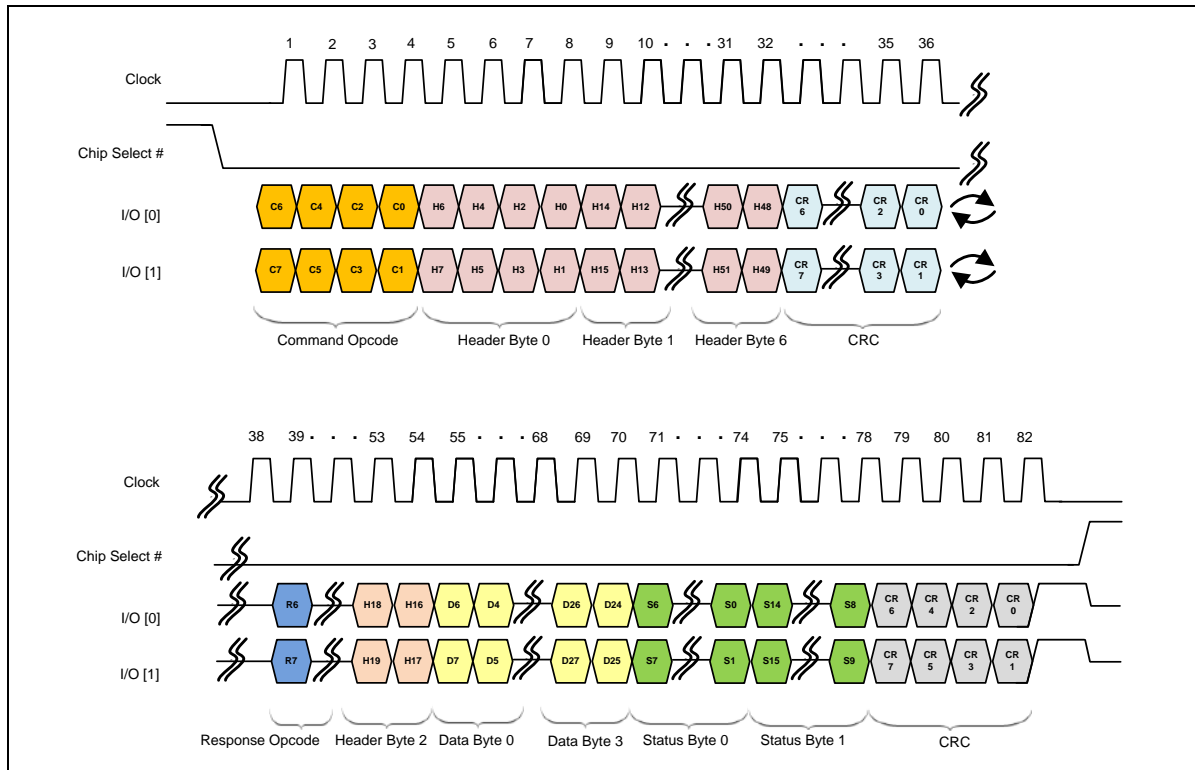 1 2 3 4 5 6 7 8 9 10 . . . 31 32 . . . 35 36
Clock
Chip Select #
I/O [0]
C6 C4 C2 C0 H6 H4 H2 H0 H14 H12 H50 H48 CR 6 CR 2 CR 0
I/O [1]
C7 C5 C3 C1 H7 H5 H3 H1 H15 H13 H51 H49 CR 7 CR 3 CR 1
Command Opcode Header Byte 0 Header Byte 1 Header Byte 6 CRC
38 39 . . . 53 54 55 . . . 68 69 70 71 . . . 74 75 . . . 78 79 80 81 82
Clock
Chip Select #
I/O [0]
R6 H18 H16 D6 D4 D26 D24 S6 S0 S14 S8 CR 6 CR 4 CR 2 CR 0
I/O [1]
R7 H19 H17 D7 D5 D27 D25 S7 S1 S15 S9 CR 7 CR 5 CR 3 CR 1
Response Opcode Header Byte 2 Data Byte 0 Data Byte 3 Status Byte 0 Status Byte 1 CRC